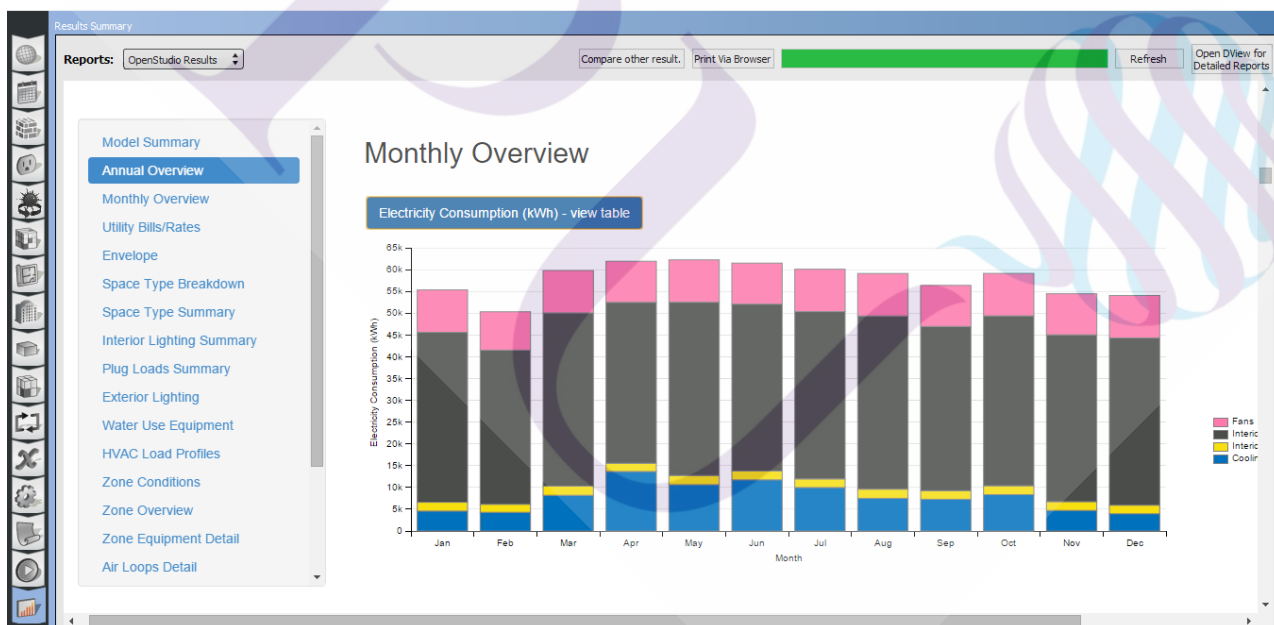 Results Summary
Reports: OpenStudio Results
Compare other result.
Print Via Browser
Refresh
Open DView for
Detailed Reports
Model Summary
Annual Overview
Monthly Overview
Utility Bills/Rates
Envelope
Space Type Breakdown
Space Type Summary
Interior Lighting Summary
Plug Loads Summary
Exterior Lighting
Water Use Equipment
HVAC Load Profiles
Zone Conditions
Zone Overview
Zone Equipment Detail
Air Loops Detail
Monthly Overview
Electricity Consumption (kWh) - view table
Electricity Consumption (kWh)
65k
60k
55k
50k
45k
40k
35k
30k
25k
20k
15k
10k
5k
0
Jan Feb Mar Apr May Jun Jul Aug Sep Oct Nov Dec
Month
Fans
Interic
Interic
Coolir